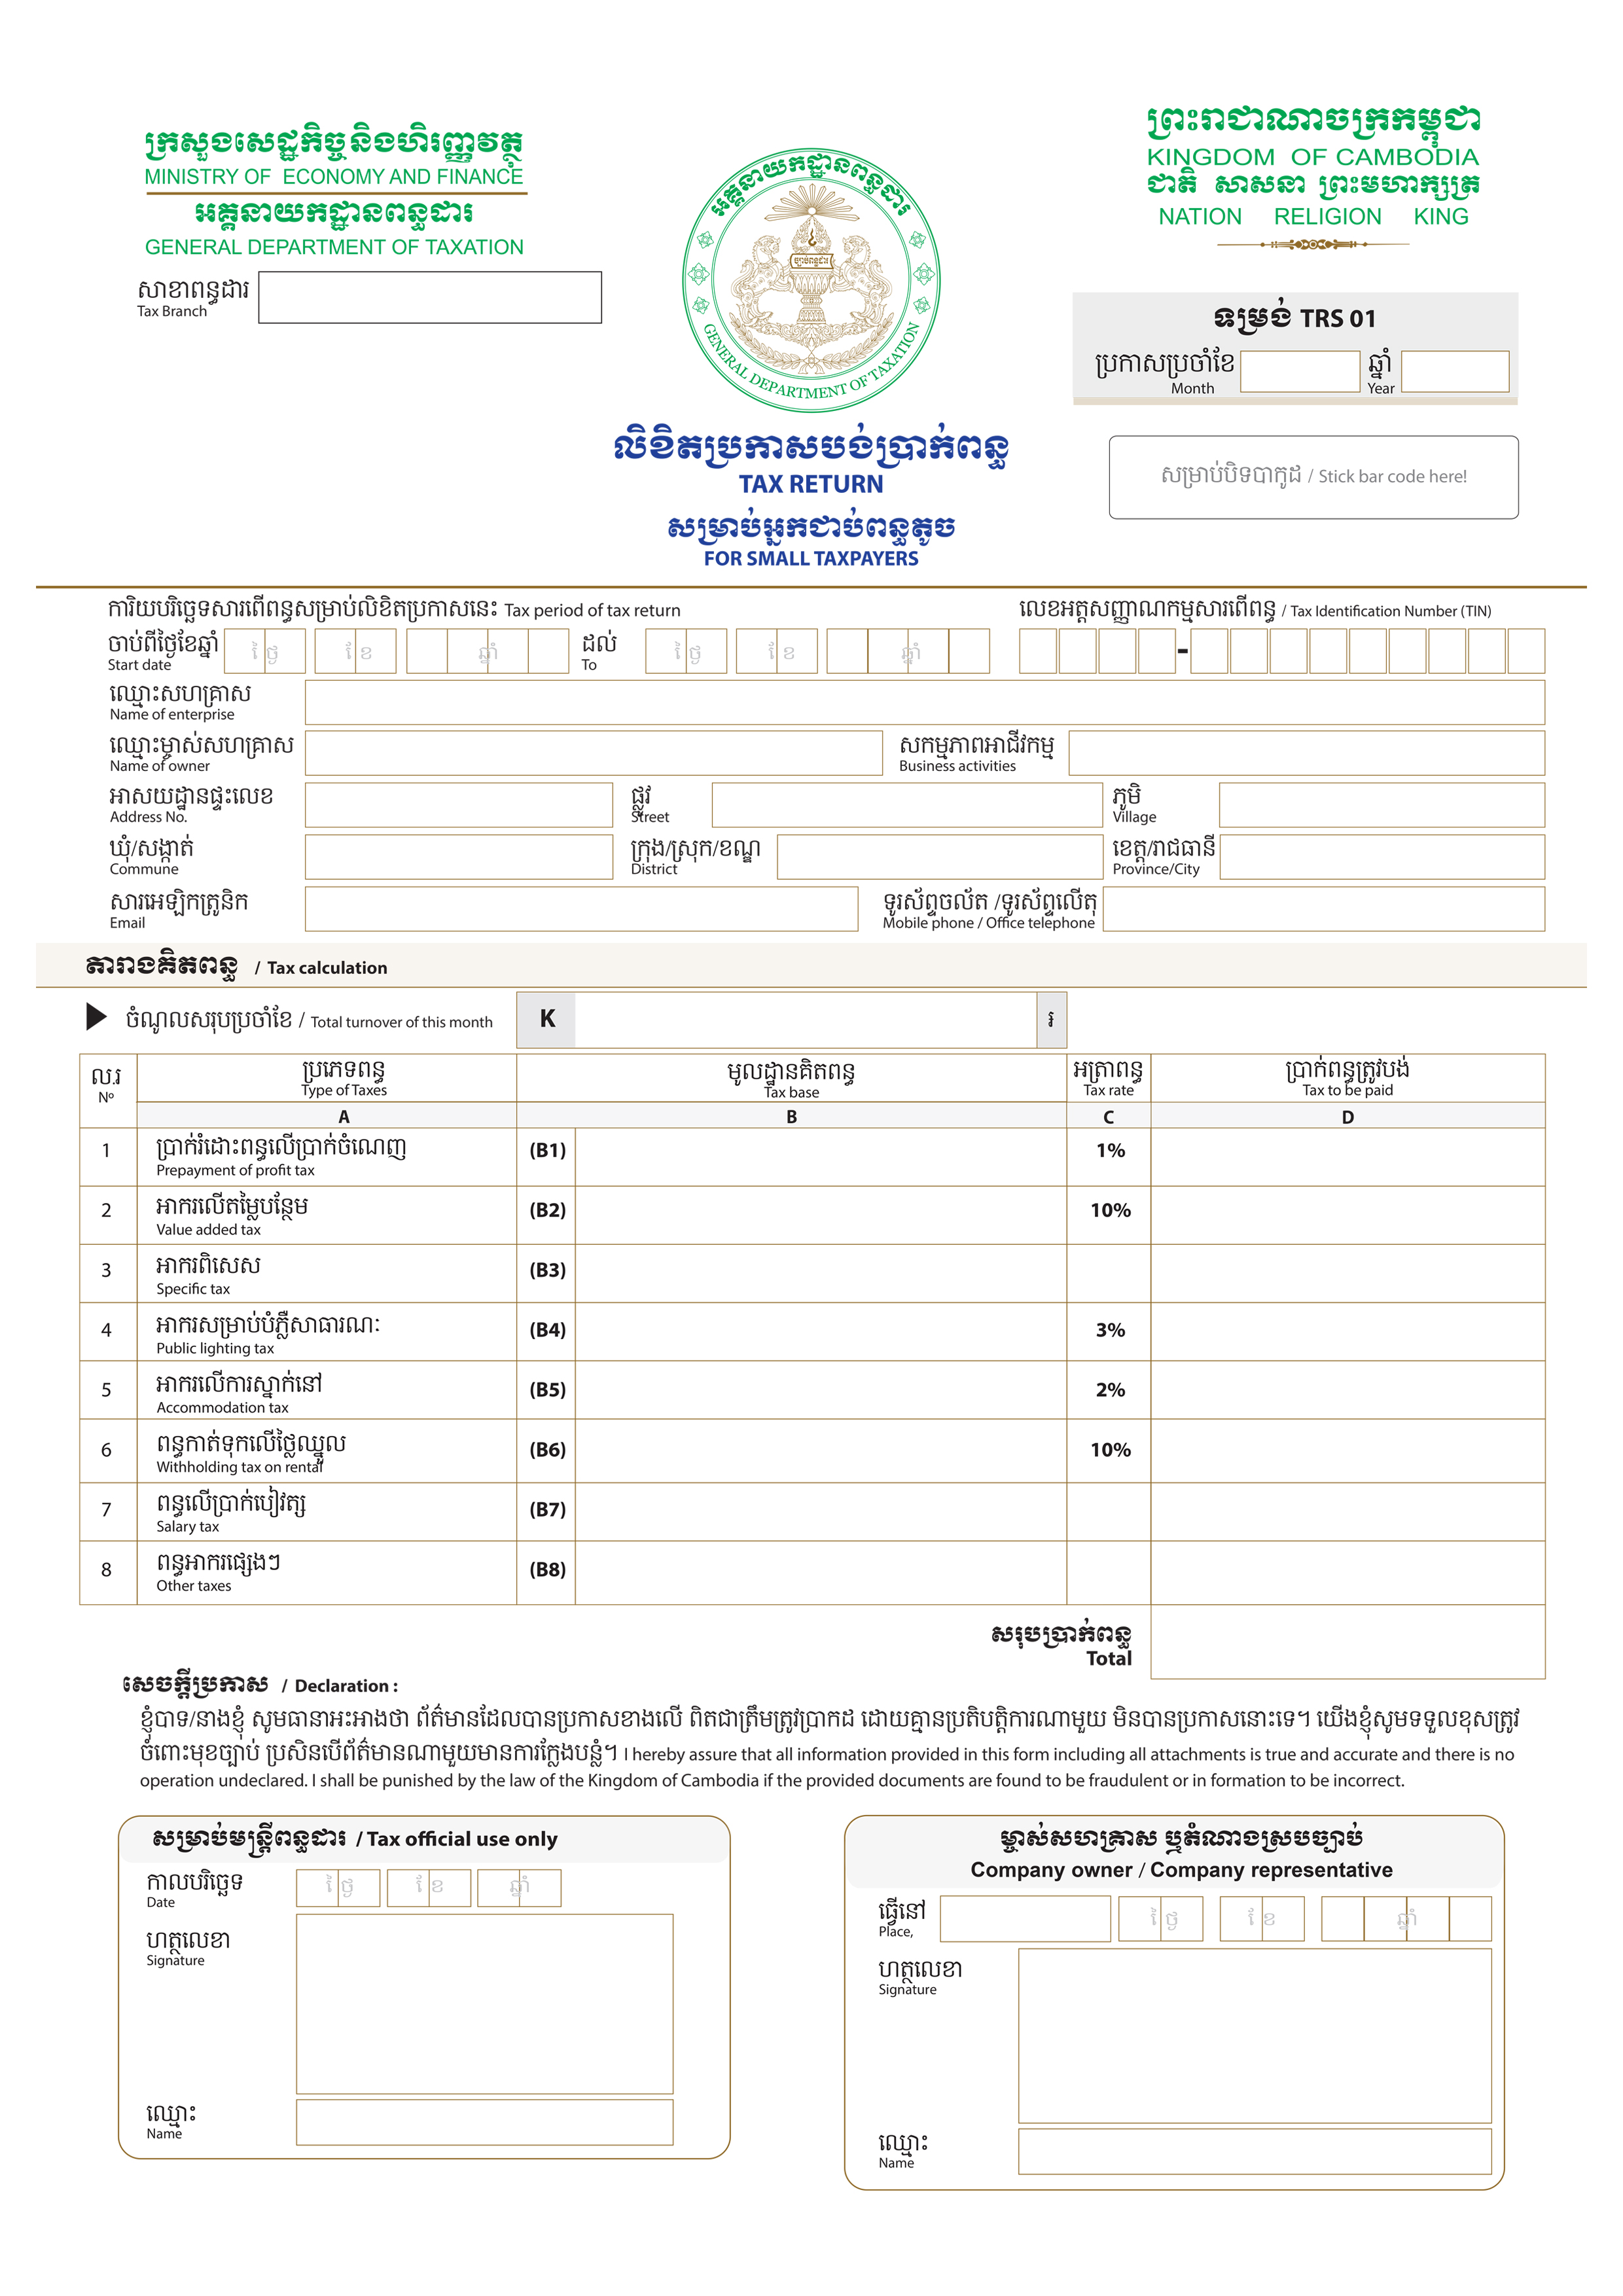 ក្រសួងសេដ្ឋកិច្ចនិងហិរញ្ញវត្ថុ
MINISTRY OF ECONOMY AND FINANCE
អគ្គនាយកដ្ឋានពន្ធដារ
GENERAL DEPARTMENT OF TAXATION
សាខាពន្ធដារ
Tax Branch
អគ្គនាយកដ្ឋានពន្ធដារ
ច្បាប់ពន្ធដារ
GENERAL DEPARTMENT OF TAXATION
ព្រះរាជាណាចក្រកម្ពុជា
KINGDOM OF CAMBODIA
ជាតិ សាសនា ព្រះមហាក្សត្រ
NATION RELIGION KING
ទម្រង់ TRS 01
ប្រកាសប្រចាំខែ ឆ្នាំ
Month Year
លិខិតប្រកាសបង់ប្រាក់ពន្ធ
TAX RETURN
សម្រាប់អ្នកជាប់ពន្ធតូច
FOR SMALL TAXPAYERS
សម្រាប់បិទបាកូដ / Stick bar code here!
ការិយបរិច្ឆេទសារពើពន្ធសម្រាប់លិខិតប្រកាសនេះ Tax period of tax return
លេខអត្តសញ្ញាណកម្មសារពើពន្ធ / Tax Identification Number (TIN)
ចាប់ពីថ្ងៃខែឆ្នាំ ថ្ងៃ ខែ ឆ្នាំ ដល់ ថ្ងៃ ខែ ឆ្នាំ -
Start date To
ឈ្មោះសហគ្រាស
Name of enterprise
ឈ្មោះម្ចាស់សហគ្រាស សកម្មភាពអាជីវកម្ម
Name of owner Business activities
អាសយដ្ឋានផ្ទះលេខ ផ្លូវ ភូមិ
Address No. Street Village
ឃុំ/សង្កាត់ ក្រុង/ស្រុក/ខណ្ឌ ខេត្ត/រាជធានី
Commune District Province/City
សារអេឡិកត្រូនិក ទូរស័ព្ទចល័ត /ទូរស័ព្ទលើតុ
Email Mobile phone / Office telephone
តារាងគិតពន្ធ / Tax calculation
ចំណូលសរុបប្រចាំខែ / Total turnover of this month K ៛
ល.រ ប្រភេទពន្ធ មូលដ្ឋានគិតពន្ធ អត្រាពន្ធ ប្រាក់ពន្ធត្រូវបង់
Nº Type of Taxes Tax base Tax rate Tax to be paid
A B C D
1 ប្រាក់រំដោះពន្ធលើប្រាក់ចំណេញ (B1) 1%
Prepayment of profit tax
2 អាករលើតម្លៃបន្ថែម (B2) 10%
Value added tax
3 អាករពិសេស (B3)
Specific tax
4 អាករសម្រាប់បំភ្លឺសាធារណៈ (B4) 3%
Public lighting tax
5 អាករលើការស្នាក់នៅ (B5) 2%
Accommodation tax
6 ពន្ធកាត់ទុកលើថ្លៃឈ្នួល (B6) 10%
Withholding tax on rental
7 ពន្ធលើប្រាក់បៀវត្ស (B7)
Salary tax
8 ពន្ធអាករផ្សេងៗ (B8)
Other taxes
សរុបប្រាក់ពន្ធ
Total
សេចក្តីប្រកាស / Declaration :
ខ្ញុំបាទ/នាងខ្ញុំ សូមធានាអះអាងថា ព័ត៌មានដែលបានប្រកាសខាងលើ ពិតជាត្រឹមត្រូវប្រាកដ ដោយគ្មានប្រតិបត្តិការណាមួយ មិនបានប្រកាសនោះទេ។ យើងខ្ញុំសូមទទួលខុសត្រូវ
ចំពោះមុខច្បាប់ ប្រសិនបើព័ត៌មានណាមួយមានការក្លែងបន្លំ។ I hereby assure that all information provided in this form including all attachments is true and accurate and there is no
operation undeclared. I shall be punished by the law of the Kingdom of Cambodia if the provided documents are found to be fraudulent or in formation to be incorrect.
សម្រាប់មន្ត្រីពន្ធដារ / Tax official use only
កាលបរិច្ឆេទ ថ្ងៃ ខែ ឆ្នាំ
Date
ហត្ថលេខា
Signature
ឈ្មោះ
Name
ម្ចាស់សហគ្រាស ឬតំណាងស្របច្បាប់
Company owner / Company representative
ធ្វើនៅ ថ្ងៃ ខែ ឆ្នាំ
Place,
ហត្ថលេខា
Signature
ឈ្មោះ
Name